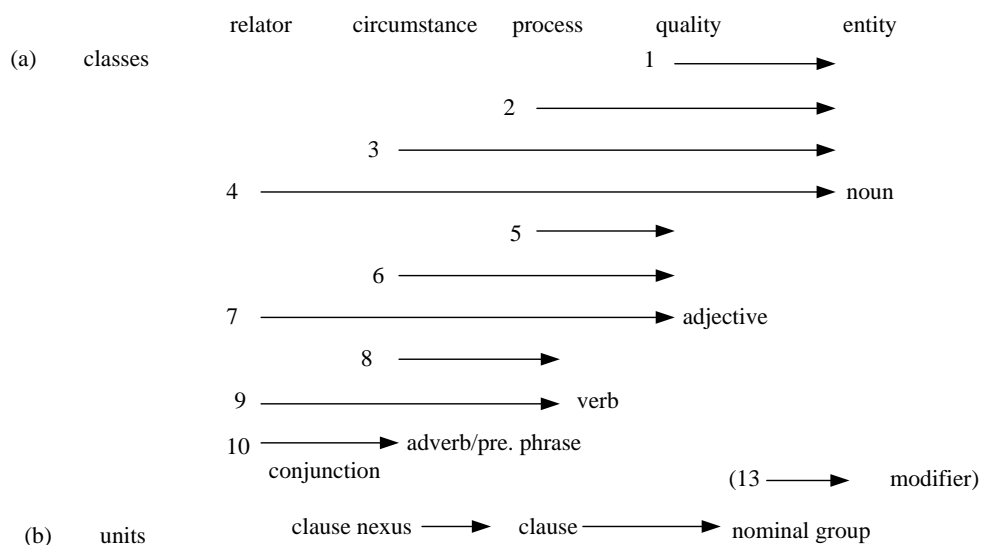 relator circumstance process quality entity
(a) classes 1
2
3
4 noun
5
6
7 adjective
8
9 verb
10 adverb/pre. phrase
conjunction
(13 modifier)
(b) units clause nexus clause nominal group